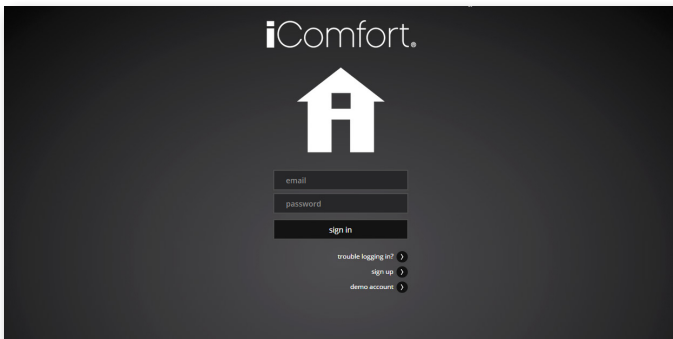 iComfort®
email
password
sign in
trouble logging in?
sign up
demo account